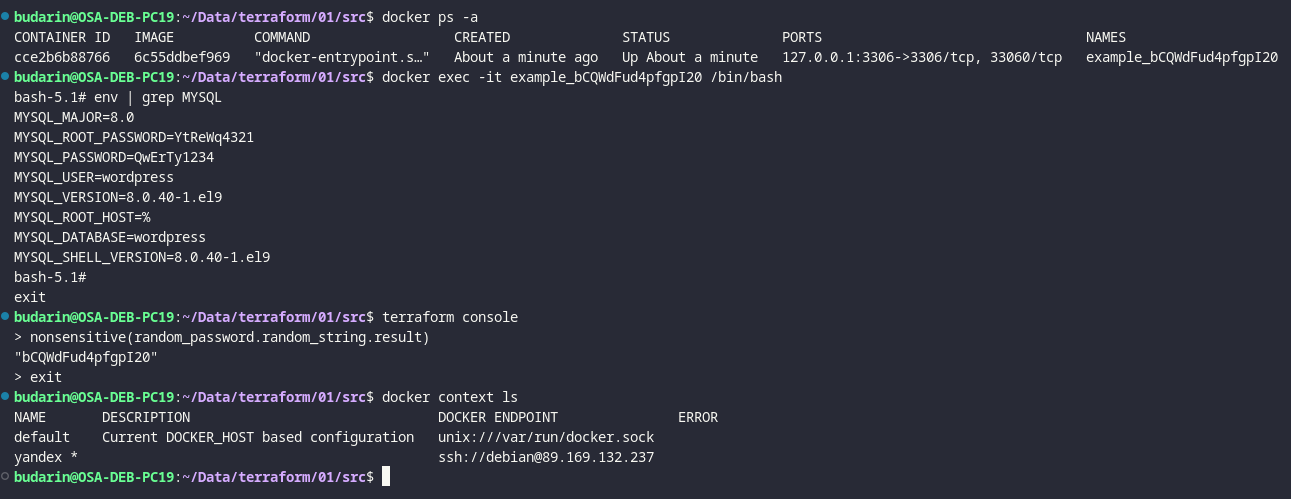 budarin@OSA-DEB-PC19:~/Data/terraform/01/src$ docker ps -a
CONTAINER ID   IMAGE          COMMAND                  CREATED              STATUS              PORTS                                 NAMES
cce2b6b88766   6c55ddbef969   "docker-entrypoint.s…"   About a minute ago   Up About a minute   127.0.0.1:3306->3306/tcp, 33060/tcp   example_bCQWdFud4pfgpI20
budarin@OSA-DEB-PC19:~/Data/terraform/01/src$ docker exec -it example_bCQWdFud4pfgpI20 /bin/bash
bash-5.1# env | grep MYSQL
MYSQL_MAJOR=8.0
MYSQL_ROOT_PASSWORD=YtReWq4321
MYSQL_PASSWORD=QwErTy1234
MYSQL_USER=wordpress
MYSQL_VERSION=8.0.40-1.el9
MYSQL_ROOT_HOST=%
MYSQL_DATABASE=wordpress
MYSQL_SHELL_VERSION=8.0.40-1.el9
bash-5.1#
exit
budarin@OSA-DEB-PC19:~/Data/terraform/01/src$ terraform console
> nonsensitive(random_password.random_string.result)
"bCQWdFud4pfgpI20"
> exit
budarin@OSA-DEB-PC19:~/Data/terraform/01/src$ docker context ls
NAME       DESCRIPTION                               DOCKER ENDPOINT               ERROR
default    Current DOCKER_HOST based configuration   unix:///var/run/docker.sock
yandex *                                             ssh://debian@89.169.132.237
budarin@OSA-DEB-PC19:~/Data/terraform/01/src$